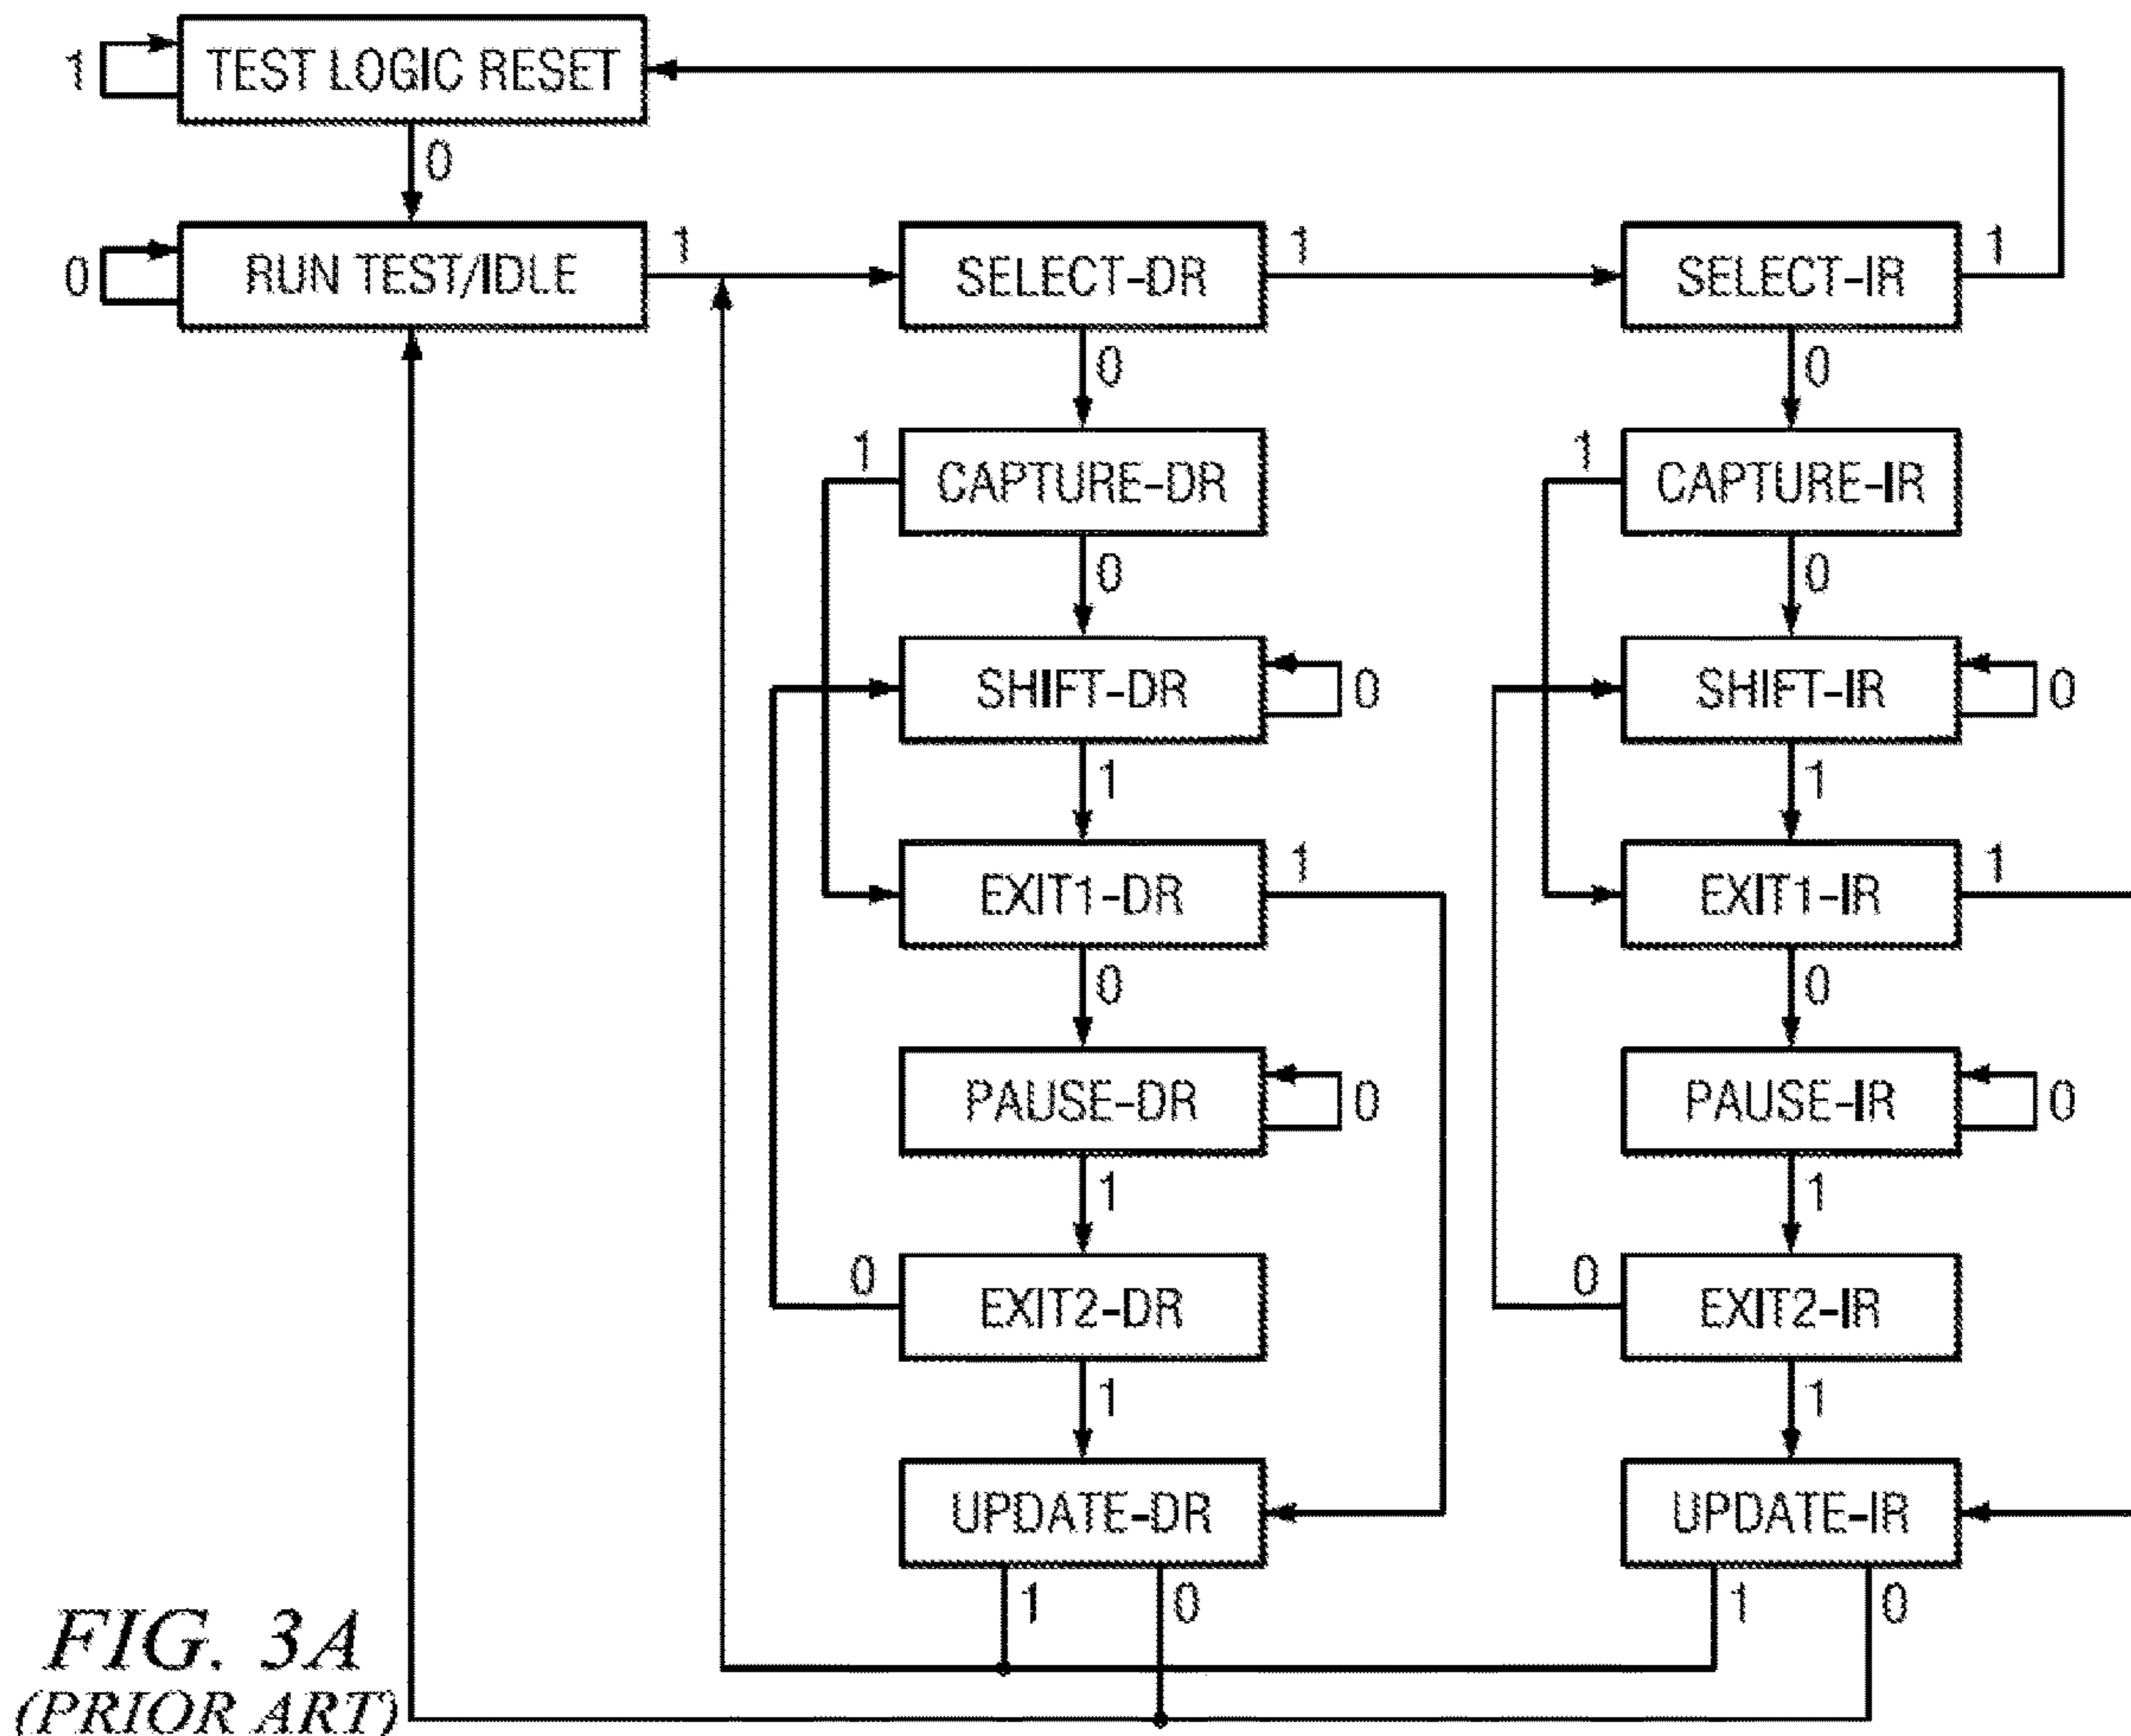 1 TEST LOGIC RESET
0
0 RUN TEST/IDLE 1 SELECT-DR 1 SELECT-IR 1
0 0
1 CAPTURE-DR 1 CAPTURE-IR
0 0
SHIFT-DR 0 SHIFT-IR 0
1 1
EXIT1-DR 1 EXIT1-IR 1
0 0
PAUSE-DR 0 PAUSE-IR 0
1 1
0 EXIT2-DR 0 EXIT2-IR
1 1
UPDATE-DR UPDATE-IR
1 0 1 0
FIG. 3A
(PRIOR ART)